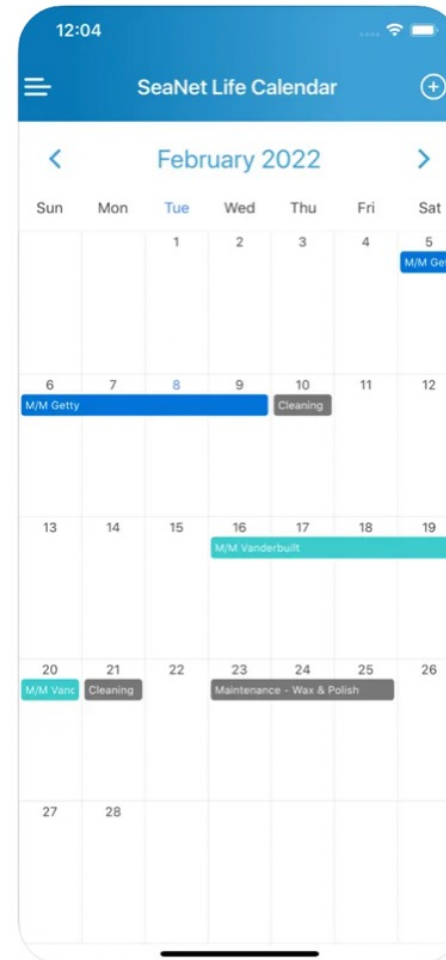 12:04
SeaNet Life Calendar
February 2022
Sun Mon Tue Wed Thu Fri Sat
1 2 3 4 5
M/M Get
6 7 8 9 10 11 12
M/M Getty Cleaning
13 14 15 16 17 18 19
M/M Vanderbuilt
20 21 22 23 24 25 26
M/M Vanc Cleaning Maintenance - Wax & Polish
27 28